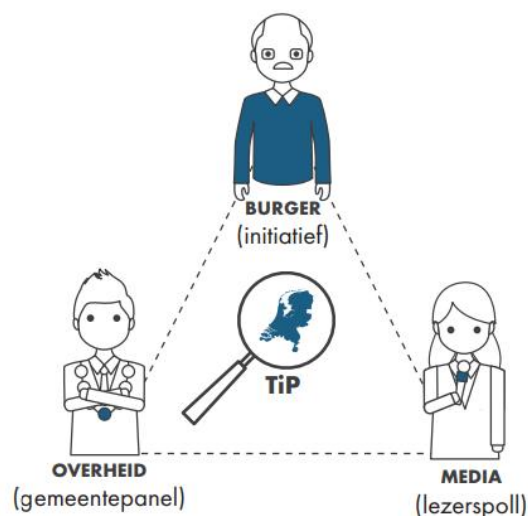 BURGER
(initiatief)
TiP
OVERHEID
(gemeentepanel)
MEDIA
(lezerspoll)